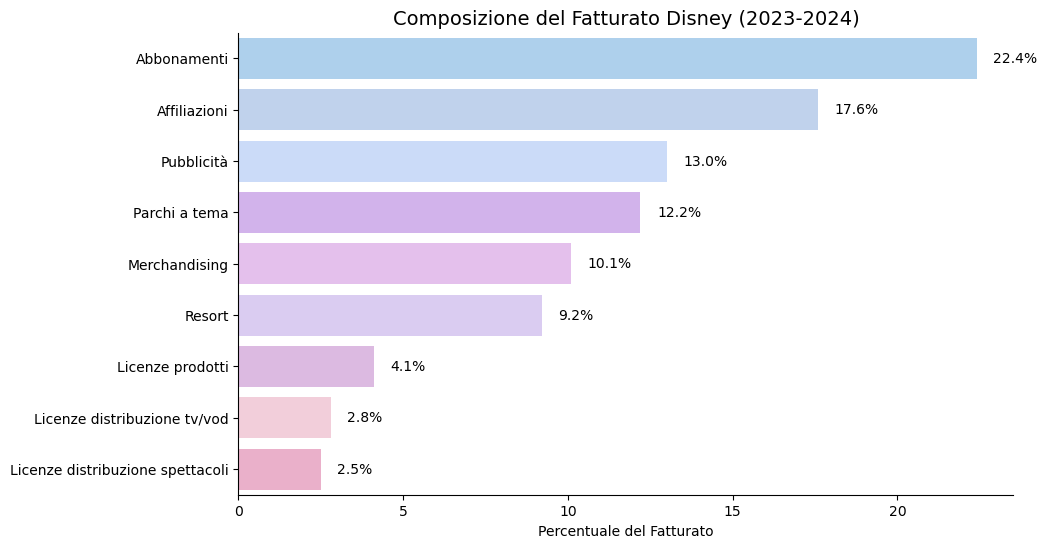 Composizione del Fatturato Disney (2023-2024)
Abbonamenti 22.4%
Affiliazioni 17.6%
Pubblicità 13.0%
Parchi a tema 12.2%
Merchandising 10.1%
Resort 9.2%
Licenze prodotti 4.1%
Licenze distribuzione tv/vod 2.8%
Licenze distribuzione spettacoli 2.5%
0 5 10 15 20
Percentuale del Fatturato